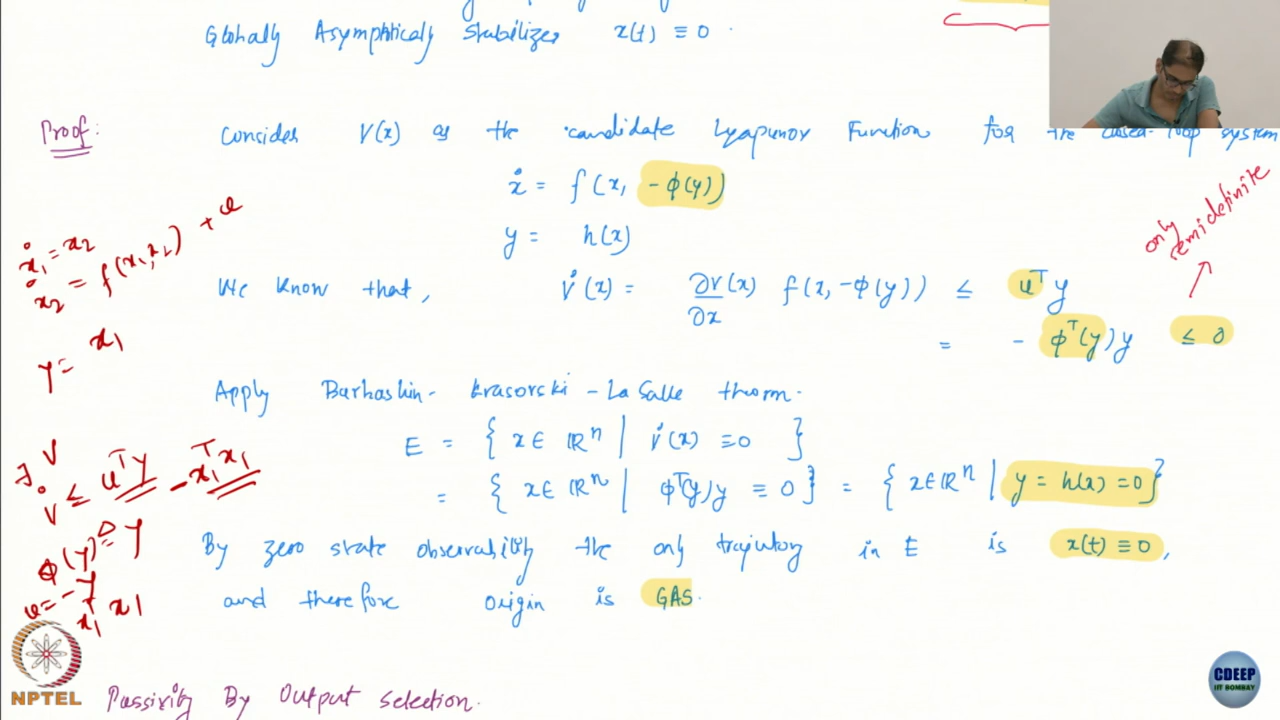 Globally Asymptotically stabilizes x(t) ≡ 0 .
Proof:
Consider V(x) as the candidate Lyapunov Function for the closed-loop system
ẋ = f(x, -ϕ(y))
y = h(x)
We know that, V̇(x) = ∂V(x)/∂x f(x, -ϕ(y)) ≤ uᵀy
= - ϕᵀ(y)y ≤ 0
only semidefinite
Apply Barbashin - Krasovski - LaSalle theorm.
E = { x ∈ ℝⁿ | V̇(x) ≡ 0 }
= { x ∈ ℝⁿ | ϕᵀ(y)y ≡ 0 } = { x ∈ ℝⁿ | y = h(x) = 0 }
By zero state observability the only trajectory in E is x(t) ≡ 0,
and therefore origin is GAS.
ẋ₁ = x₂
ẋ₂ = f(x₁, x₂) + u
y = x₁
∃ V
V̇ ≤ uᵀy - x₁ᵀx₁
ϕ(y) ≜ y
u = -y
x₁ᵀ x₁
NPTEL
Passivity By Output selection.
CDEEP
IIT BOMBAY